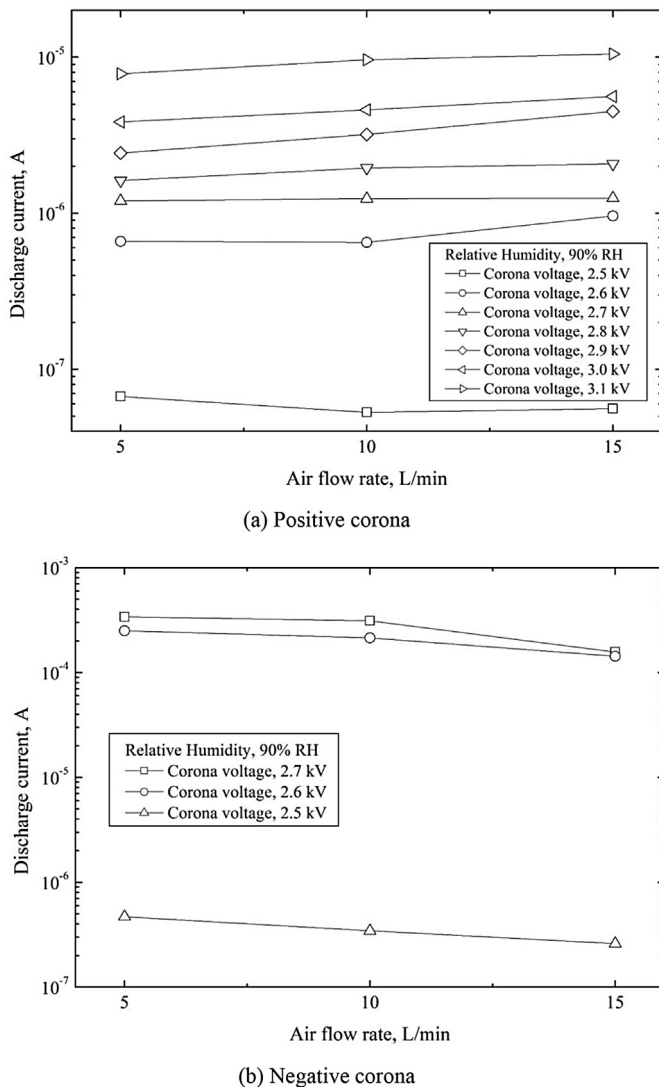 10⁻⁵
10⁻⁶
10⁻⁷
Discharge current, A
Relative Humidity, 90% RH
Corona voltage, 2.5 kV
Corona voltage, 2.6 kV
Corona voltage, 2.7 kV
Corona voltage, 2.8 kV
Corona voltage, 2.9 kV
Corona voltage, 3.0 kV
Corona voltage, 3.1 kV
5 10 15
Air flow rate, L/min
(a) Positive corona
10⁻³
10⁻⁴
10⁻⁵
10⁻⁶
10⁻⁷
Discharge current, A
Relative Humidity, 90% RH
Corona voltage, 2.7 kV
Corona voltage, 2.6 kV
Corona voltage, 2.5 kV
5 10 15
Air flow rate, L/min
(b) Negative corona